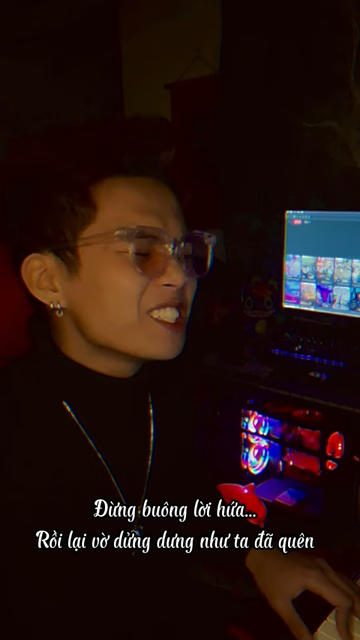 Đừng buông lời hứa...
Rồi lại vờ dửng dưng như ta đã quên